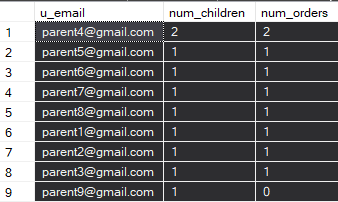 u_email num_children num_orders
1 parent4@gmail.com 2 2
2 parent5@gmail.com 1 1
3 parent6@gmail.com 1 1
4 parent7@gmail.com 1 1
5 parent8@gmail.com 1 1
6 parent1@gmail.com 1 1
7 parent2@gmail.com 1 1
8 parent3@gmail.com 1 1
9 parent9@gmail.com 1 0